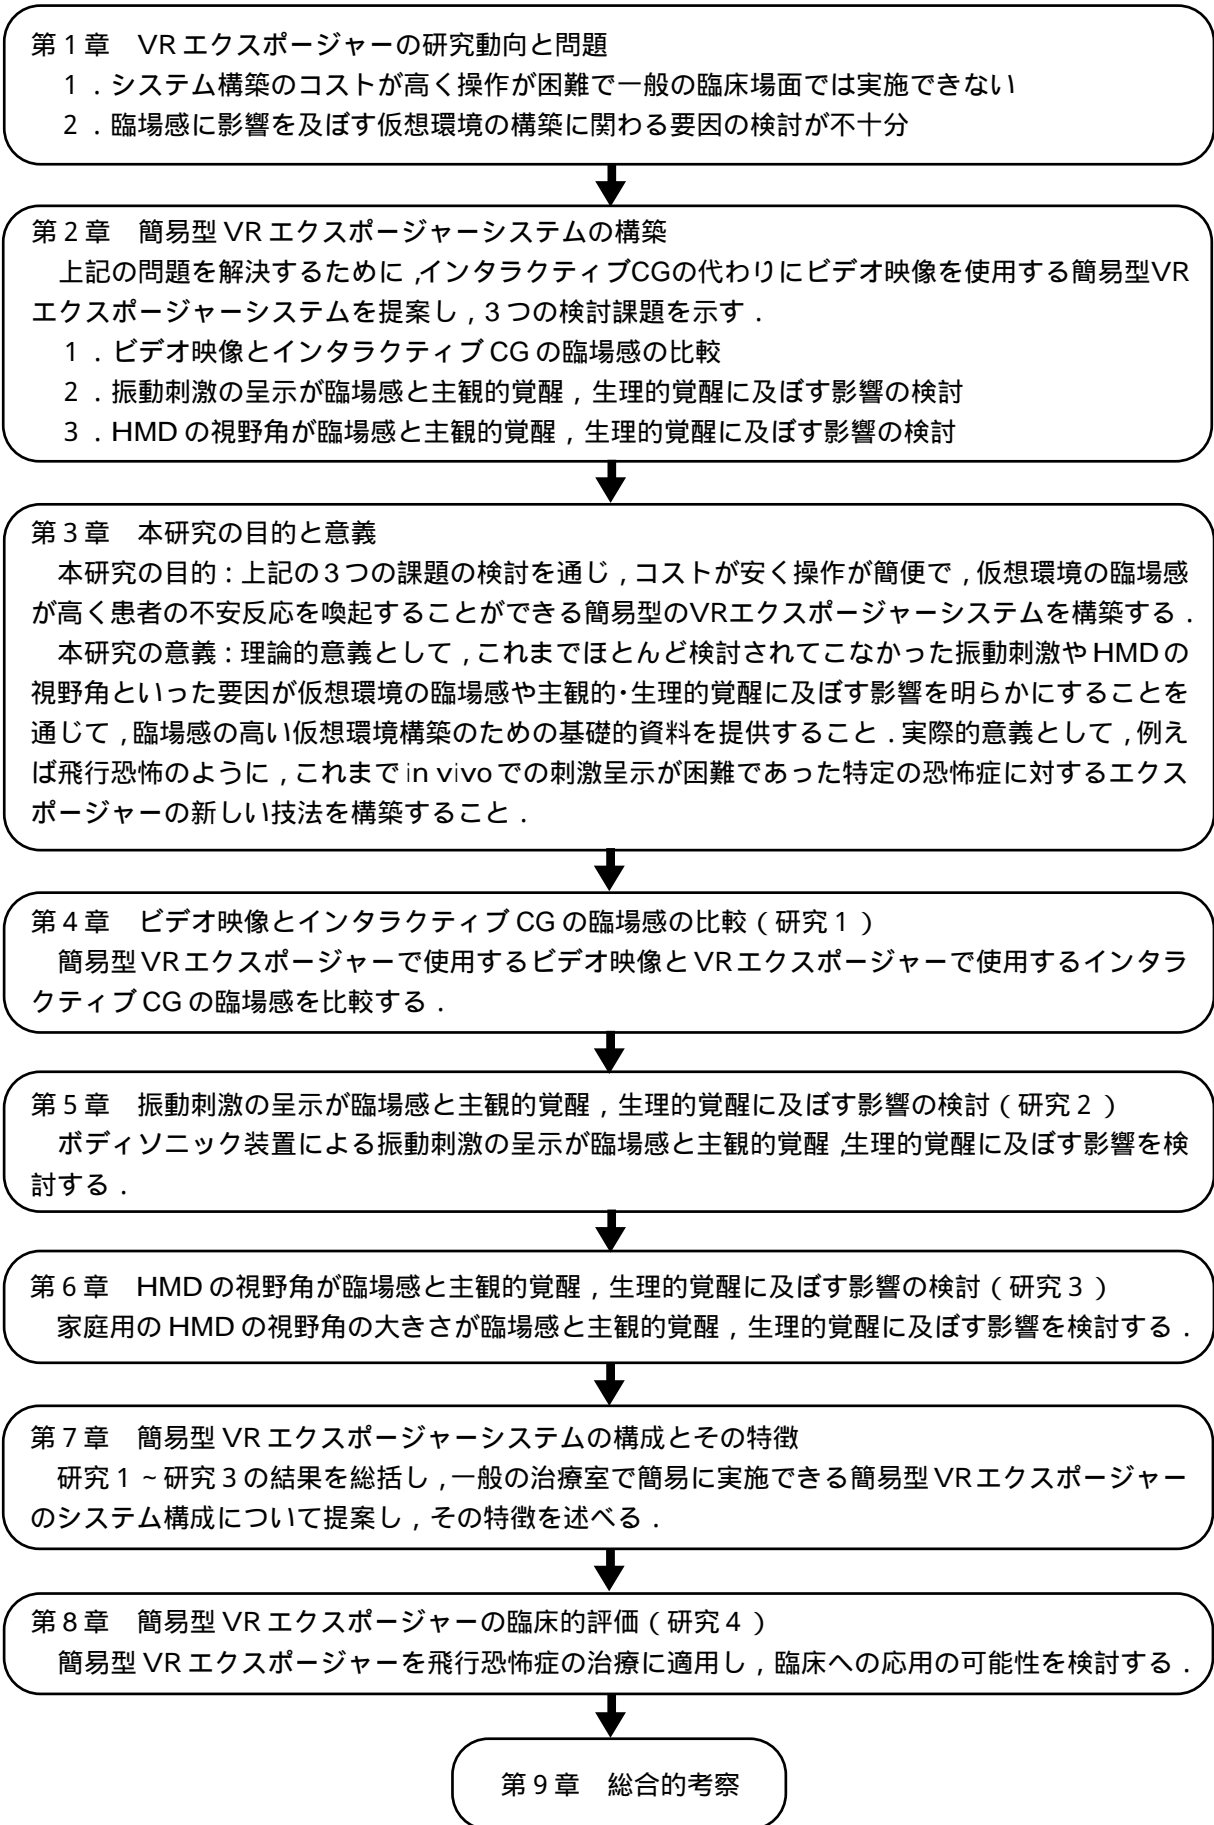 第1章　VRエクスポージャーの研究動向と問題
1．システム構築のコストが高く操作が困難で一般の臨床場面では実施できない
2．臨場感に影響を及ぼす仮想環境の構築に関わる要因の検討が不十分
第2章　簡易型VRエクスポージャーシステムの構築
上記の問題を解決するために,インタラクティブCGの代わりにビデオ映像を使用する簡易型VR
エクスポージャーシステムを提案し,3つの検討課題を示す．
1．ビデオ映像とインタラクティブCGの臨場感の比較
2．振動刺激の呈示が臨場感と主観的覚醒,生理的覚醒に及ぼす影響の検討
3．HMDの視野角が臨場感と主観的覚醒,生理的覚醒に及ぼす影響の検討
第3章　本研究の目的と意義
本研究の目的:上記の3つの課題の検討を通じ,コストが安く操作が簡便で,仮想環境の臨場感
が高く患者の不安反応を喚起することができる簡易型のVRエクスポージャーシステムを構築する．
本研究の意義:理論的意義として,これまでほとんど検討されてこなかった振動刺激やHMDの
視野角といった要因が仮想環境の臨場感や主観的・生理的覚醒に及ぼす影響を明らかにすることを
通じて,臨場感の高い仮想環境構築のための基礎的資料を提供すること．実際的意義として,例え
ば飛行恐怖のように,これまでin vivoでの刺激呈示が困難であった特定の恐怖症に対するエクス
ポージャーの新しい技法を構築すること．
第4章　ビデオ映像とインタラクティブCGの臨場感の比較(研究1)
簡易型VRエクスポージャーで使用するビデオ映像とVRエクスポージャーで使用するインタラ
クティブCGの臨場感を比較する．
第5章　振動刺激の呈示が臨場感と主観的覚醒,生理的覚醒に及ぼす影響の検討(研究2)
ボディソニック装置による振動刺激の呈示が臨場感と主観的覚醒,生理的覚醒に及ぼす影響を検
討する．
第6章　HMDの視野角が臨場感と主観的覚醒,生理的覚醒に及ぼす影響の検討(研究3)
家庭用のHMDの視野角の大きさが臨場感と主観的覚醒,生理的覚醒に及ぼす影響を検討する．
第7章　簡易型VRエクスポージャーシステムの構成とその特徴
研究1～研究3の結果を総括し,一般の治療室で簡易に実施できる簡易型VRエクスポージャー
のシステム構成について提案し,その特徴を述べる．
第8章　簡易型VRエクスポージャーの臨床的評価(研究4)
簡易型VRエクスポージャーを飛行恐怖症の治療に適用し,臨床への応用の可能性を検討する．
第9章　総合的考察